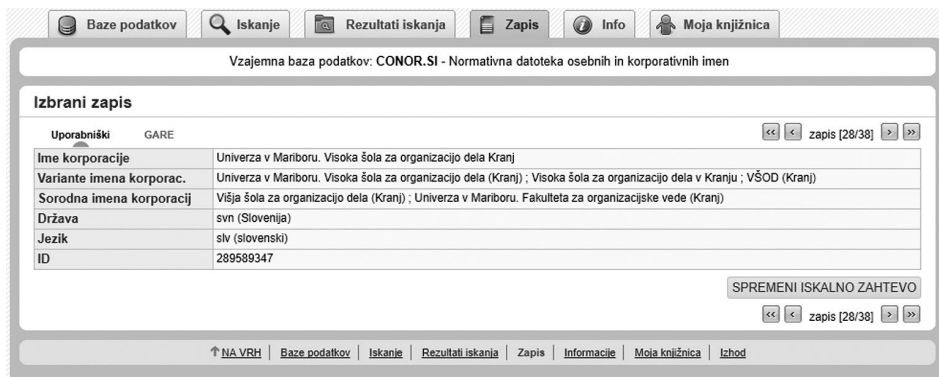 Baze podatkov Iskanje Rezultati iskanja Zapis Info Moja knjižnica
Vzajemna baza podatkov: CONOR.SI - Normativna datoteka osebnih in korporativnih imen
Izbrani zapis
Uporabniški GARE << < zapis [28/38] > >>
Ime korporacije Univerza v Mariboru. Visoka šola za organizacijo dela Kranj
Variante imena korporac. Univerza v Mariboru. Visoka šola za organizacijo dela (Kranj) ; Visoka šola za organizacijo dela v Kranju ; VŠOD (Kranj)
Sorodna imena korporacij Višja šola za organizacijo dela (Kranj) ; Univerza v Mariboru. Fakulteta za organizacijske vede (Kranj)
Država svn (Slovenija)
Jezik slv (slovenski)
ID 289589347
SPREMENI ISKALNO ZAHTEVO
<< < zapis [28/38] > >>
NA VRH | Baze podatkov | Iskanje | Rezultati iskanja | Zapis | Informacije | Moja knjižnica | Izhod